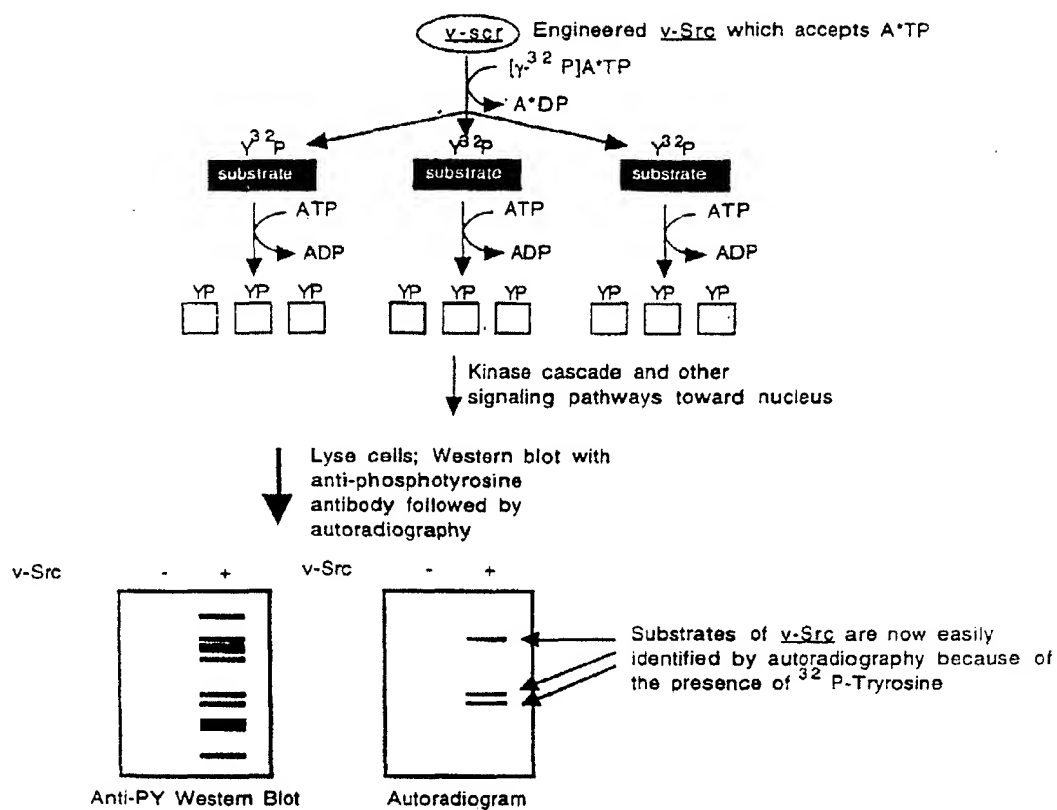 v-scr
Engineered v-Src which accepts A*TP
[γ-32 P]A*TP
A*DP
Y32P Y32P Y32P
substrate substrate substrate
ATP ATP ATP
ADP ADP ADP
YP YP YP YP YP YP YP YP YP
Kinase cascade and other
signaling pathways toward nucleus
Lyse cells; Western blot with
anti-phosphotyrosine
antibody followed by
autoradiography
v-Src - + v-Src - +
Substrates of v-Src are now easily
identified by autoradiography because of
the presence of 32 P-Tryrosine
Anti-PY Western Blot Autoradiogram